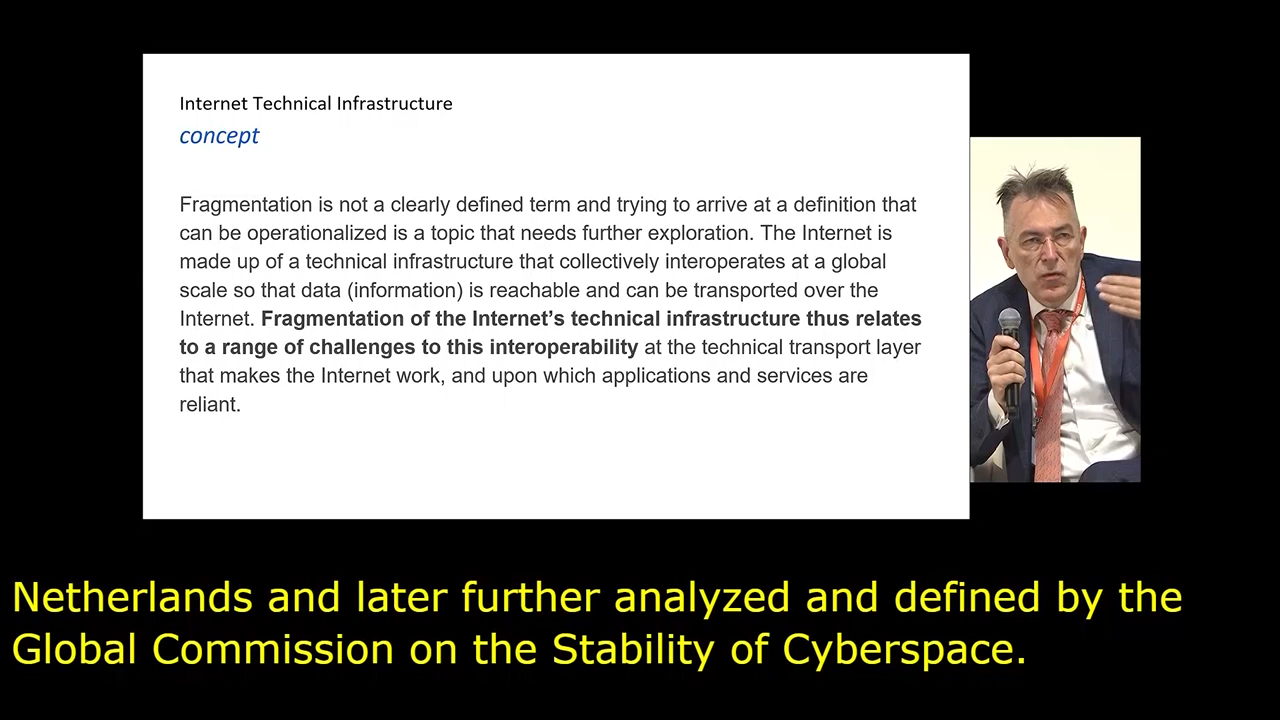 Internet Technical Infrastructure
concept
Fragmentation is not a clearly defined term and trying to arrive at a definition that
can be operationalized is a topic that needs further exploration. The Internet is
made up of a technical infrastructure that collectively interoperates at a global
scale so that data (information) is reachable and can be transported over the
Internet. Fragmentation of the Internet’s technical infrastructure thus relates
to a range of challenges to this interoperability at the technical transport layer
that makes the Internet work, and upon which applications and services are
reliant.
Netherlands and later further analyzed and defined by the
Global Commission on the Stability of Cyberspace.